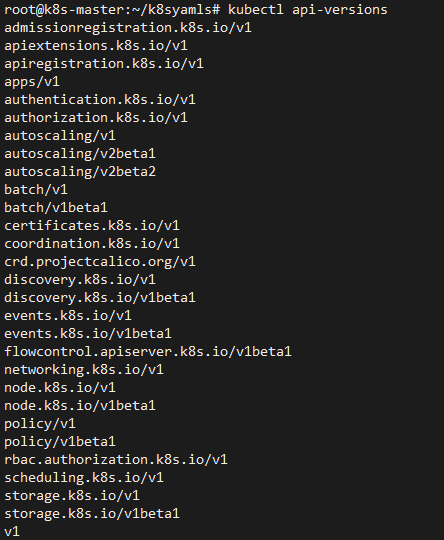 root@k8s-master:~/k8syamls# kubectl api-versions
admissionregistration.k8s.io/v1
apiextensions.k8s.io/v1
apiregistration.k8s.io/v1
apps/v1
authentication.k8s.io/v1
authorization.k8s.io/v1
autoscaling/v1
autoscaling/v2beta1
autoscaling/v2beta2
batch/v1
batch/v1beta1
certificates.k8s.io/v1
coordination.k8s.io/v1
crd.projectcalico.org/v1
discovery.k8s.io/v1
discovery.k8s.io/v1beta1
events.k8s.io/v1
events.k8s.io/v1beta1
flowcontrol.apiserver.k8s.io/v1beta1
networking.k8s.io/v1
node.k8s.io/v1
node.k8s.io/v1beta1
policy/v1
policy/v1beta1
rbac.authorization.k8s.io/v1
scheduling.k8s.io/v1
storage.k8s.io/v1
storage.k8s.io/v1beta1
v1